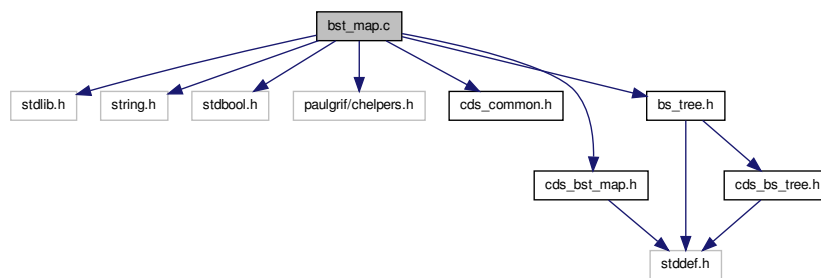 bst_map.c
stdlib.h
string.h
stdbool.h
paulgrif/chelpers.h
cds_common.h
bs_tree.h
cds_bst_map.h
cds_bs_tree.h
stddef.h